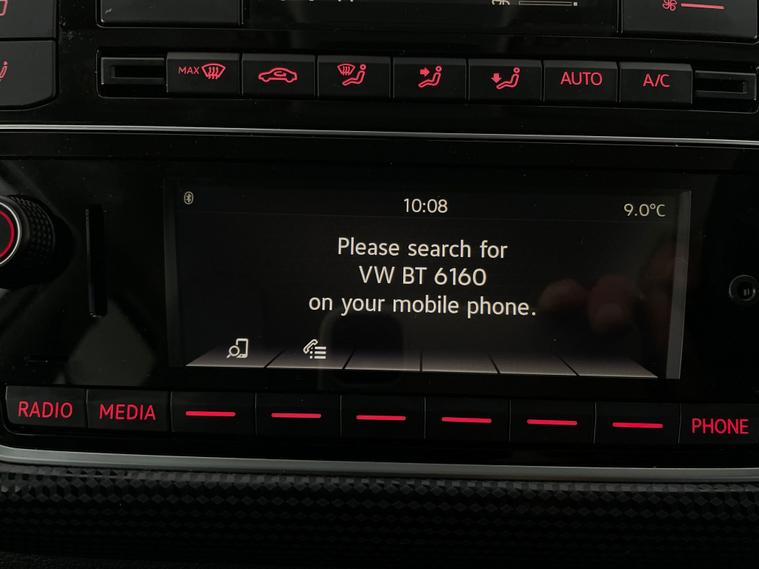 MAX
AUTO
A/C
10:08
9.0°C
Please search for
VW BT 6160
on your mobile phone.
RADIO
MEDIA
PHONE